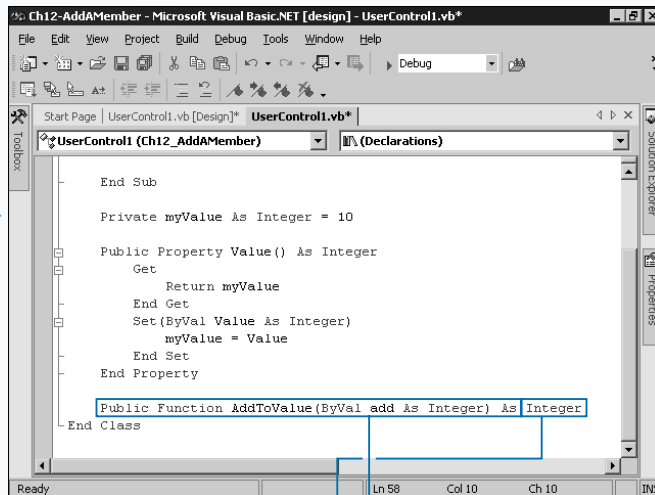 Ch12-AddAMember - Microsoft Visual Basic.NET [design] - UserControl1.vb*
File Edit View Project Build Debug Tools Window Help
Debug
Start Page UserControl1.vb [Design]* UserControl1.vb*
Toolbox
UserControl1 (Ch12_AddAMember) (Declarations)
Solution Explorer
Properties
End Sub
Private myValue As Integer = 10
Public Property Value() As Integer
Get
Return myValue
End Get
Set(ByVal Value As Integer)
myValue = Value
End Set
End Property
Public Function AddToValue(ByVal add As Integer) As Integer
End Class
Ready Ln 58 Col 10 Ch 10 INS